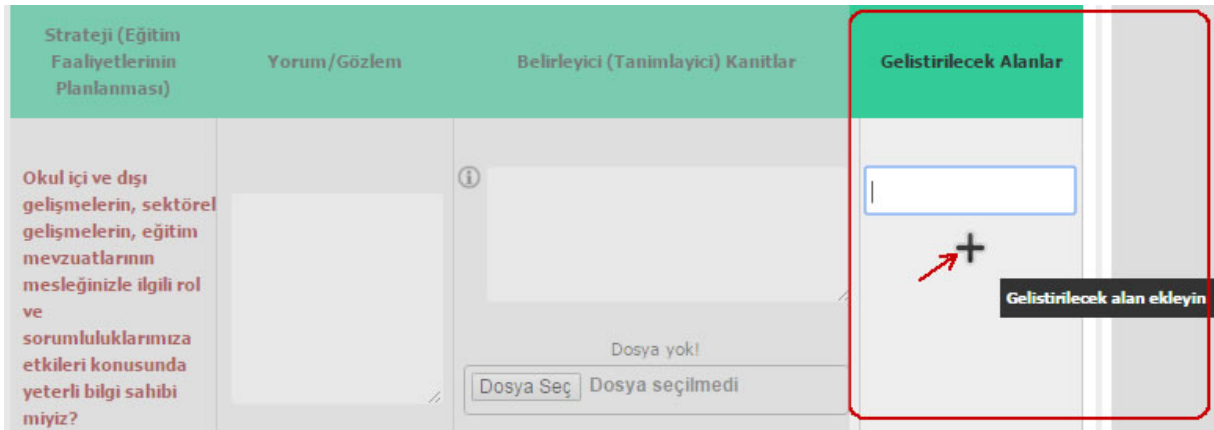 Strateji (Eğitim
Faaliyetlerinin
Planlanması)
Yorum/Gözlem
Belirleyici (Tanimlayici) Kanitlar
Gelistirilecek Alanlar
Okul içi ve dışı
gelişmelerin, sektörel
gelişmelerin, eğitim
mevzuatlarının
mesleğinizle ilgili rol
ve
sorumluluklarımıza
etkileri konusunda
yeterli bilgi sahibi
miyiz?
Dosya yok!
Dosya Seç Dosya seçilmedi
Gelistirilecek alan ekleyin